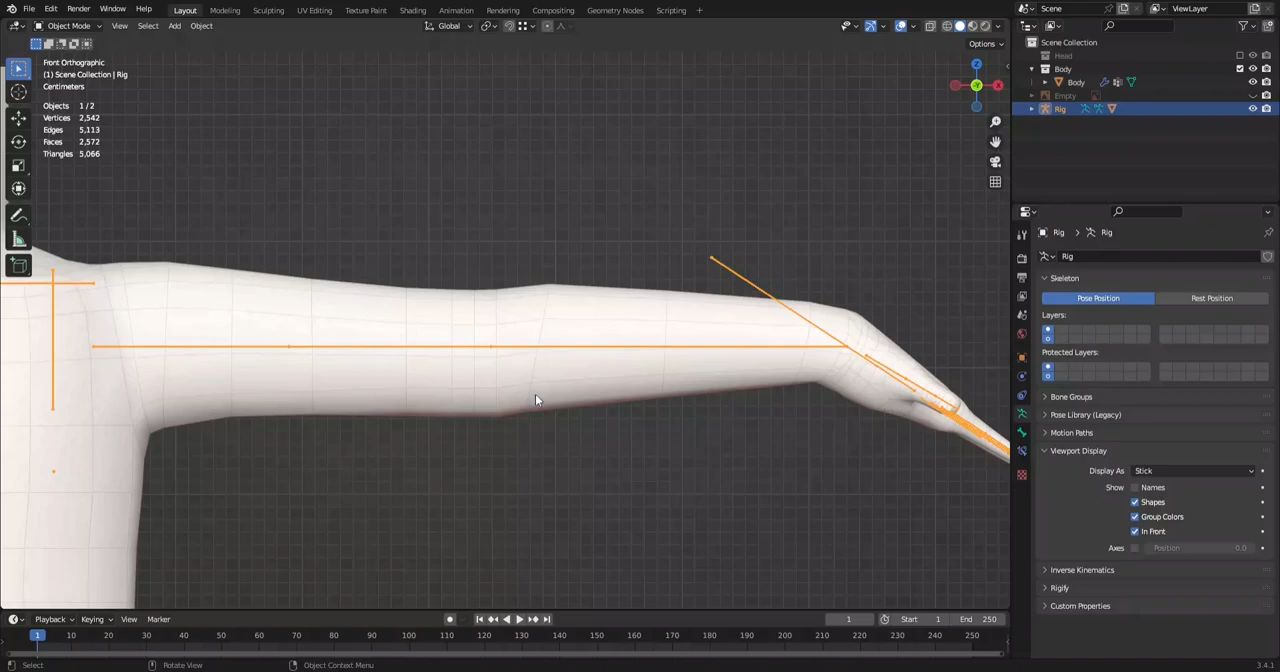 File Edit Render Window Help Layout Modeling Sculpting UV Editing Texture Paint Shading Animation Rendering Compositing Geometry Nodes Scripting + Scene ViewLayer
Object Mode View Select Add Object Global
Options
Front Orthographic
(1) Scene Collection | Rig
Centimeters
Objects 1/2
Vertices 2,542
Edges 5,113
Faces 2,572
Triangles 5,066
Z
X
Y
Scene Collection
Head
Body
Body
Empty
Rig
Rig > Rig
Rig
Skeleton
Pose Position Rest Position
Layers:
Protected Layers:
Bone Groups
Pose Library (Legacy)
Motion Paths
Viewport Display
Display As Stick
Show Names
Shapes
Group Colors
In Front
Axes Position 0.0
Inverse Kinematics
Rigify
Custom Properties
Playback Keying View Marker 1 Start 1 End 250
1 10 20 30 40 50 60 70 80 90 100 110 120 130 140 150 160 170 180 190 200 210 220 230 240 250
Select Rotate View Object Context Menu 3.4.1